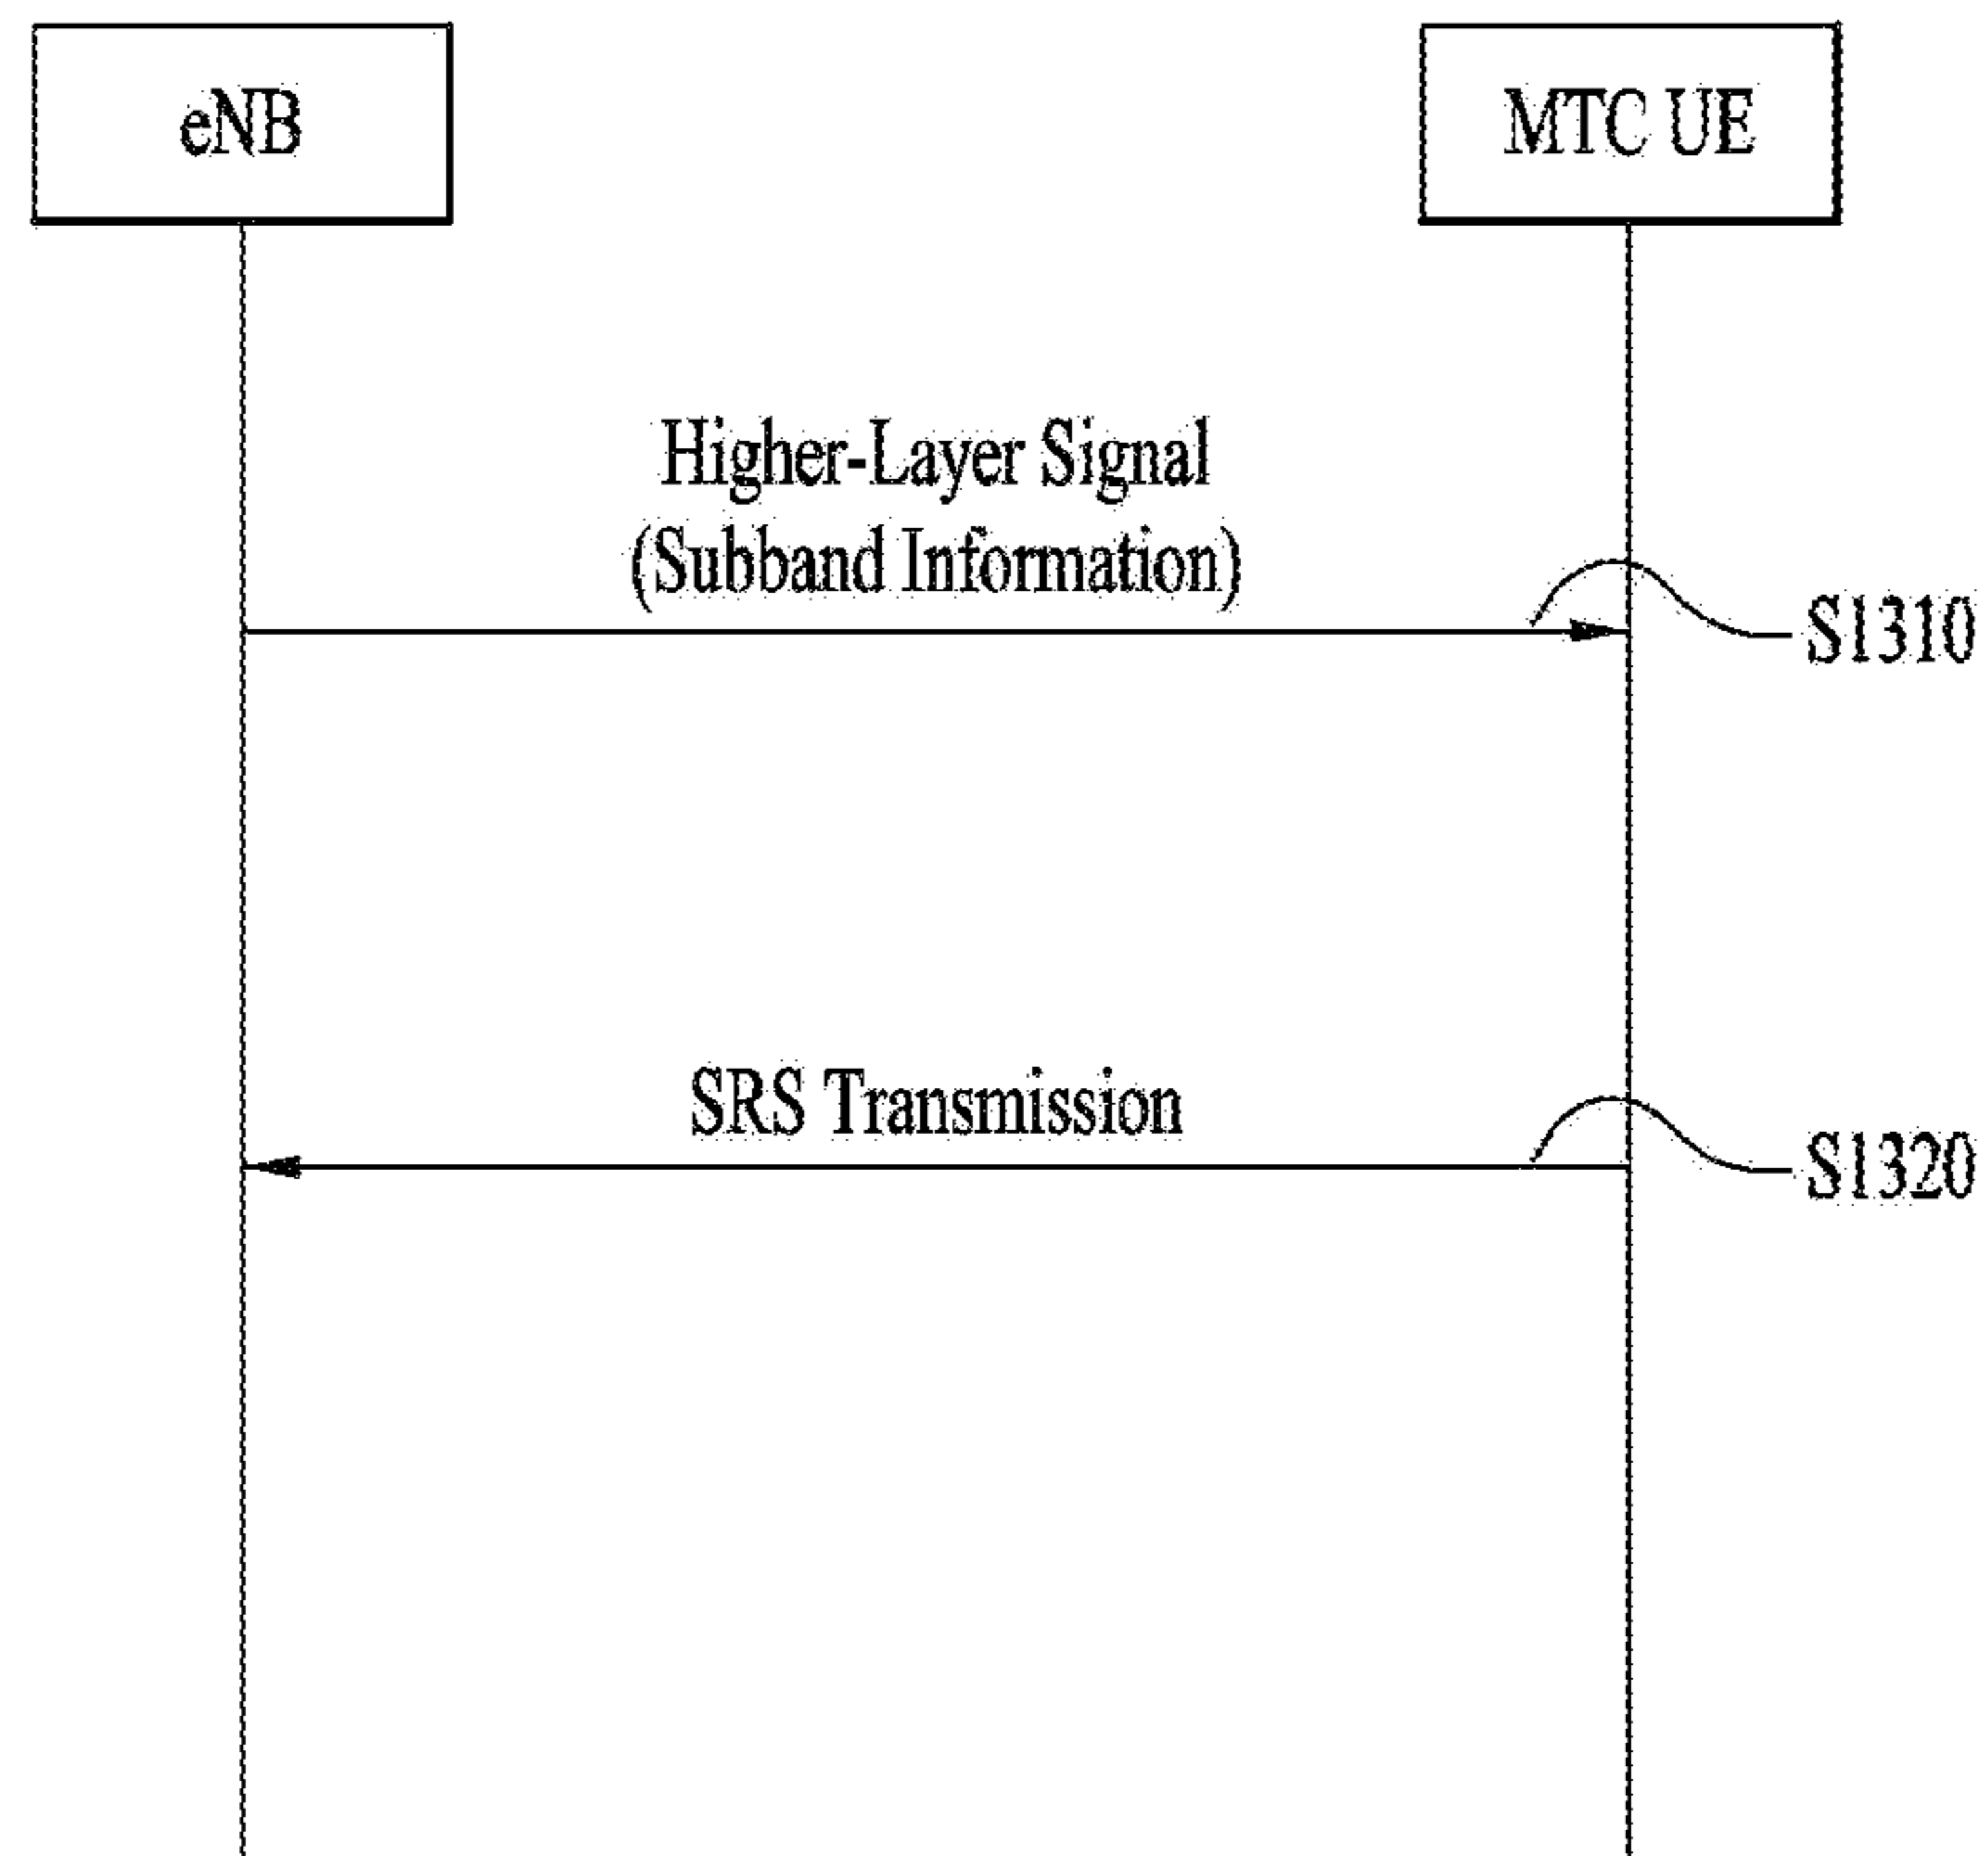 eNB
MTC UE
Higher-Layer Signal
(Subband Information)
S1310
SRS Transmission
S1320